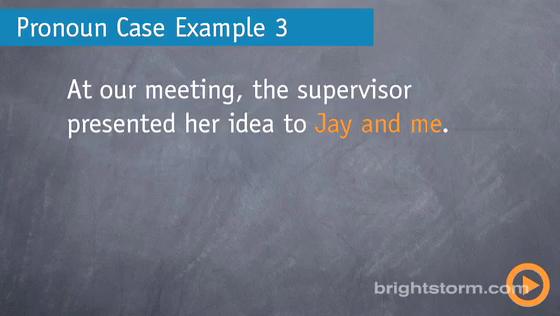 Pronoun Case Example 3
At our meeting, the supervisor
presented her idea to Jay and me.
brightstorm.com